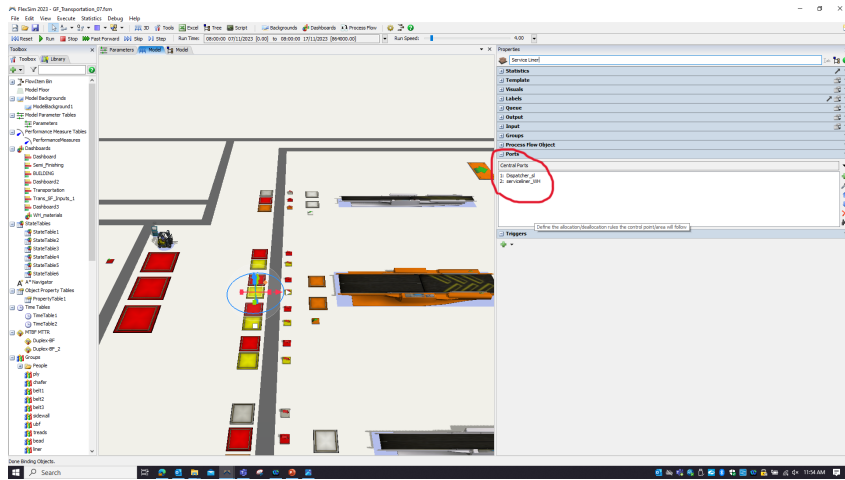 FlexSim 2023 - GF_Transportation_07.fsm
File Edit View Execute Statistics Debug Help
3D Tools Excel Tree Script Backgrounds Dashboards Process Flow
Reset Run Stop Fast Forward Skip Step Run Time: 08:00:00 07/11/2023 [0.00] to 08:00:00 17/11/2023 [864000.00] Run Speed: 4.00
Toolbox
Toolbox Library
FlowItem Bin
Model Floor
Model Backgrounds
ModelBackground1
Model Parameter Tables
Parameters
Performance Measure Tables
PerformanceMeasures
Dashboards
Dashboard
Semi_Finishing
BUILDING
Dashboard2
Transportation
Trans_SF_Inputs_1
Dashboard3
WH_materials
StateTables
StateTable1
StateTable2
StateTable3
StateTable4
StateTable5
StateTable6
A* Navigator
Object Property Tables
PropertyTable1
Time Tables
TimeTable1
TimeTable2
MTBF MTTR
Duplex-BF
Duplex-BF_2
Groups
People
ply
chafer
belt1
belt2
belt3
sidewall
ubf
treads
bead
liner
Parameters Model Model
Properties
Service Liner
Statistics
Template
Visuals
Labels
Queue
Output
Input
Groups
Process Flow Object
Ports
Central Ports
1: Dispatcher_sl
2: serviceliner_WH
Define the allocation/deallocation rules the control point/area will follow
Triggers
Done Binding Objects.
Search
11:54 AM